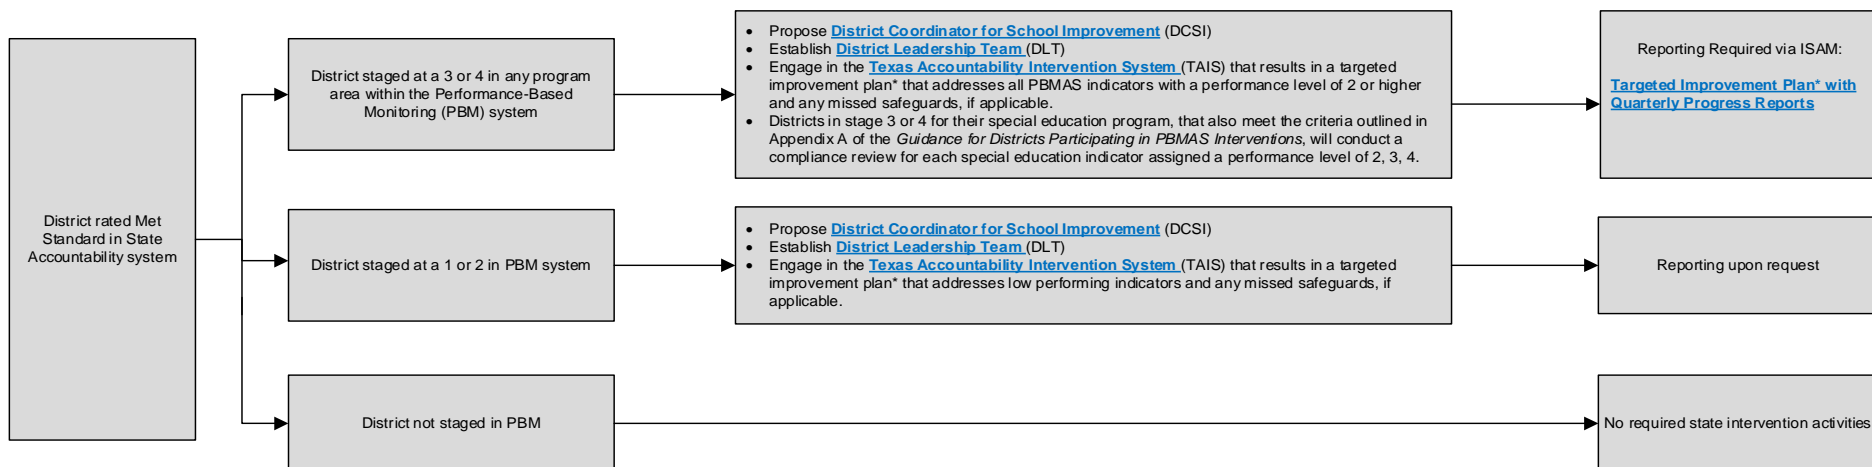 District rated Met
Standard in State
Accountability system
District staged at a 3 or 4 in any program
area within the Performance-Based
Monitoring (PBM) system
• Propose District Coordinator for School Improvement (DCSI)
• Establish District Leadership Team (DLT)
• Engage in the Texas Accountability Intervention System (TAIS) that results in a targeted
improvement plan* that addresses all PBMAS indicators with a performance level of 2 or higher
and any missed safeguards, if applicable.
• Districts in stage 3 or 4 for their special education program, that also meet the criteria outlined in
Appendix A of the Guidance for Districts Participating in PBMAS Interventions, will conduct a
compliance review for each special education indicator assigned a performance level of 2, 3, 4.
Reporting Required via ISAM:
Targeted Improvement Plan* with
Quarterly Progress Reports
District staged at a 1 or 2 in PBM system
• Propose District Coordinator for School Improvement (DCSI)
• Establish District Leadership Team (DLT)
• Engage in the Texas Accountability Intervention System (TAIS) that results in a targeted
improvement plan* that addresses low performing indicators and any missed safeguards, if
applicable.
Reporting upon request
District not staged in PBM
No required state intervention activities